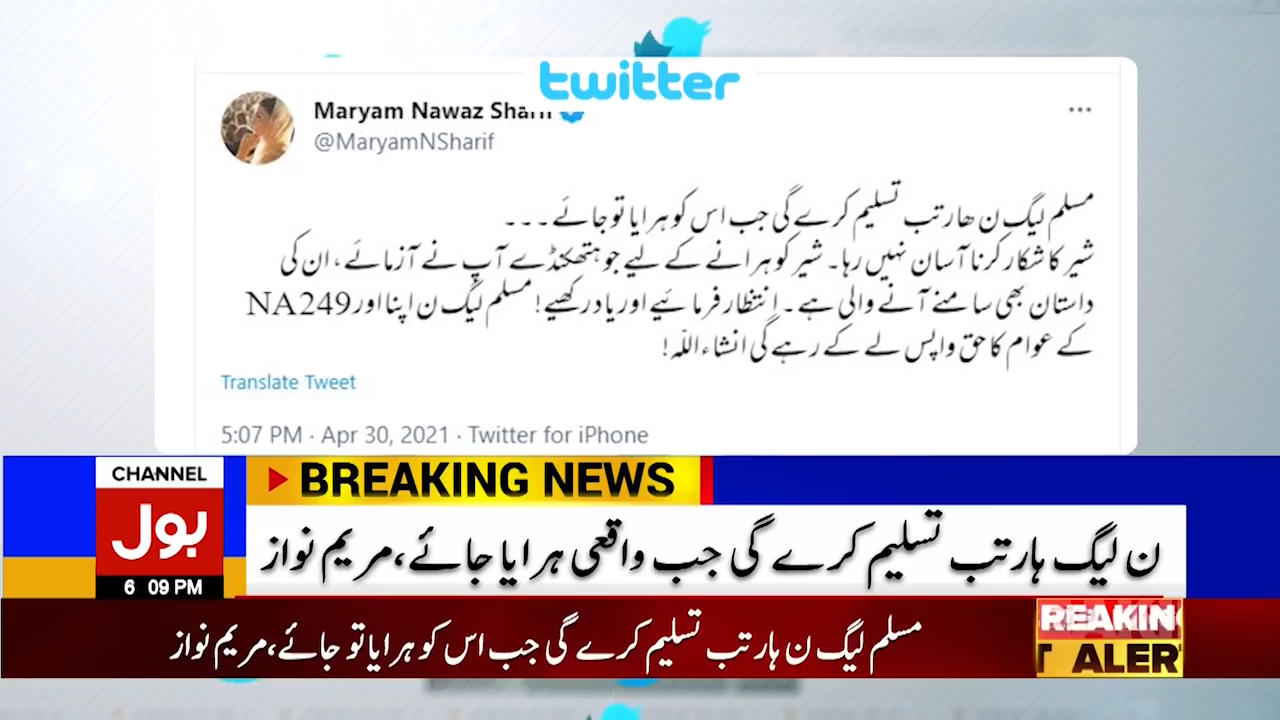 twitter
Maryam Nawaz Sharif
@MaryamNSharif
مسلم لیگ ن ھار تب تسلیم کرے گی جب اس کو ہرایا تو جائے ۔۔۔
شیر کا شکار کرنا آسان نہیں رہا۔ شیر کو ہرانے کے لیے جو ہتھکنڈے آپ نے آزمائے، ان کی
داستان بھی سامنے آنے والی ہے۔ انتظار فرمائیے اور یاد رکھیے! مسلم لیگ ن اپنا اور NA249
کے عوام کا حق واپس لے کے رہے گی انشاءاللّہ!
Translate Tweet
5:07 PM · Apr 30, 2021 · Twitter for iPhone
CHANNEL
بول
6 09 PM
BREAKING NEWS
ن لیگ ہار تب تسلیم کرے گی جب واقعی ہرایا جائے، مریم نواز
مسلم لیگ ن ہار تب تسلیم کرے گی جب اس کو ہرایا تو جائے، مریم نواز
REAKIN
T ALER